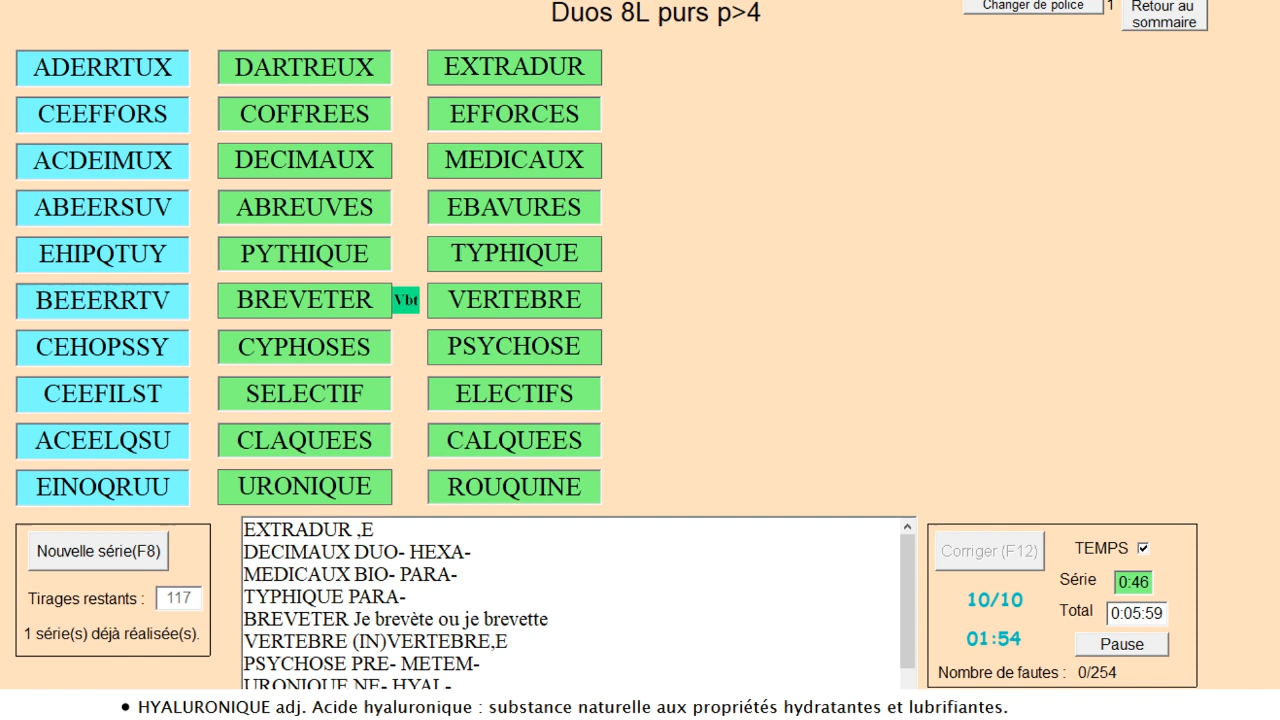 Duos 8L purs p>4
Changer de police
1
Retour au
sommaire
ADERRTUX DARTREUX EXTRADUR
CEEFFORS COFFREES EFFORCES
ACDEIMUX DECIMAUX MEDICAUX
ABEERSUV ABREUVES EBAVURES
EHIPQTUY PYTHIQUE TYPHIQUE
BEEERRTV BREVETER Vbt VERTEBRE
CEHOPSSY CYPHOSES PSYCHOSE
CEEFILST SELECTIF ELECTIFS
ACEELQSU CLAQUEES CALQUEES
EINOQRUU URONIQUE ROUQUINE
Nouvelle série(F8)
Tirages restants : 117
1 série(s) déjà réalisée(s).
EXTRADUR ,E
DECIMAUX DUO- HEXA-
MEDICAUX BIO- PARA-
TYPHIQUE PARA-
BREVETER Je brevète ou je brevette
VERTEBRE (IN)VERTEBRE,E
PSYCHOSE PRE- METEM-
URONIQUE NE- HYAL-
Corriger (F12)
TEMPS
Série 0:46
10/10
Total 0:05:59
01:54
Pause
Nombre de fautes : 0/254
• HYALURONIQUE adj. Acide hyaluronique : substance naturelle aux propriétés hydratantes et lubrifiantes.